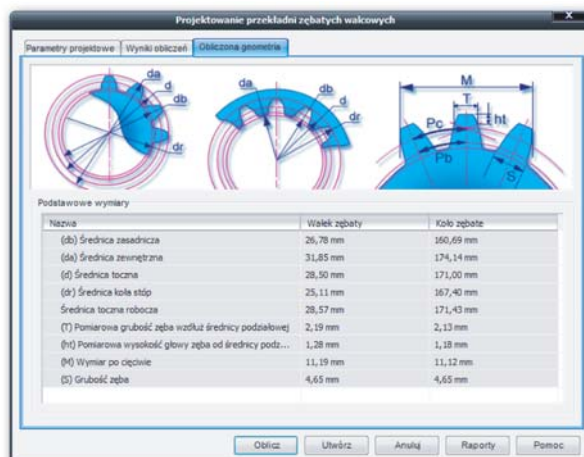 Projektowanie przekładni zębatych walcowych
X
Parametry projektowe Wyniki obliczeń Obliczona geometria
da
d
db
dr
da
db
d
dr
M
T
ht
Pc
Pb
S
Podstawowe wymiary
Nazwa Wałek zębaty Koło zębate
(db) Średnica zasadnicza 26,78 mm 160,69 mm
(da) Średnica zewnętrzna 31,85 mm 174,14 mm
(d) Średnica toczna 28,50 mm 171,00 mm
(dr) Średnica koła stóp 25,11 mm 167,40 mm
Średnica toczna robocza 28,57 mm 171,43 mm
(T) Pomiarowa grubość zęba wzdłuż średnicy podziałowej 2,19 mm 2,13 mm
(ht) Pomiarowa wysokość głowy zęba od średnicy podz... 1,28 mm 1,18 mm
(M) Wymiar po cięciwie 11,19 mm 11,12 mm
(S) Grubość zęba 4,65 mm 4,65 mm
Oblicz Utwórz Anuluj Raporty Pomoc